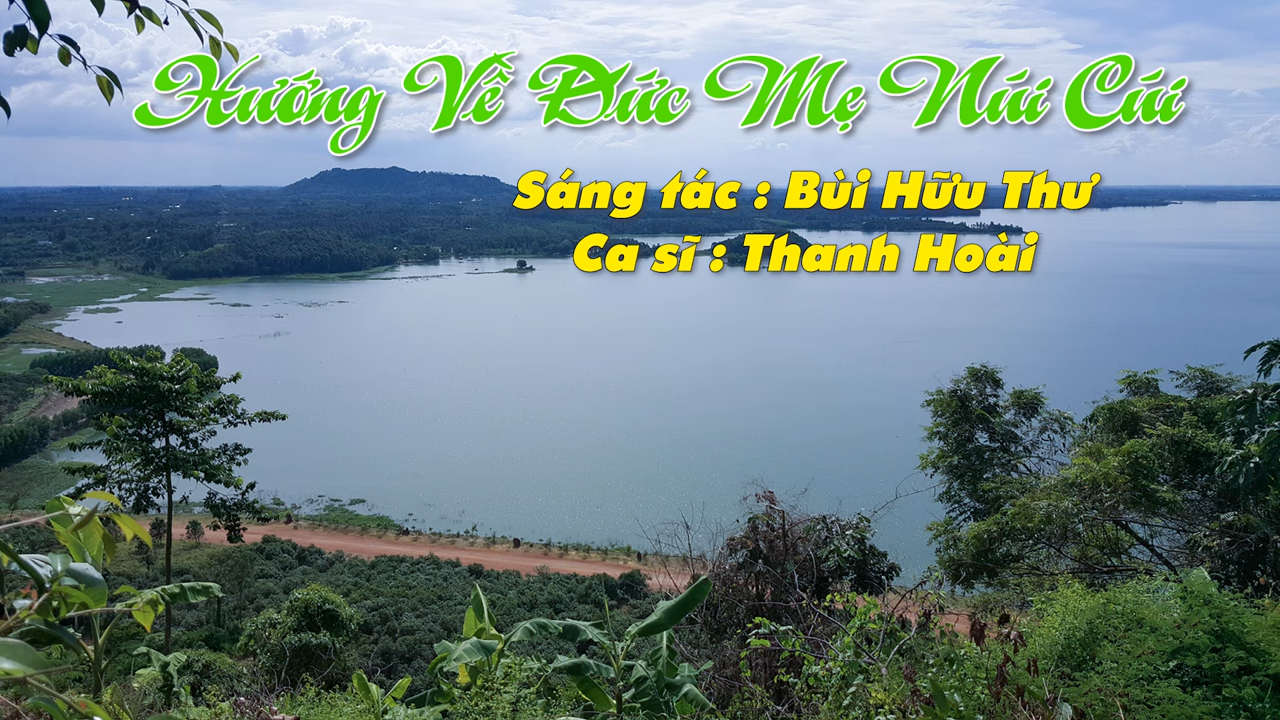 Hướng Về Đức Mẹ Núi Cúi
Sáng tác : Bùi Hữu Thư
Ca sĩ : Thanh Hoài